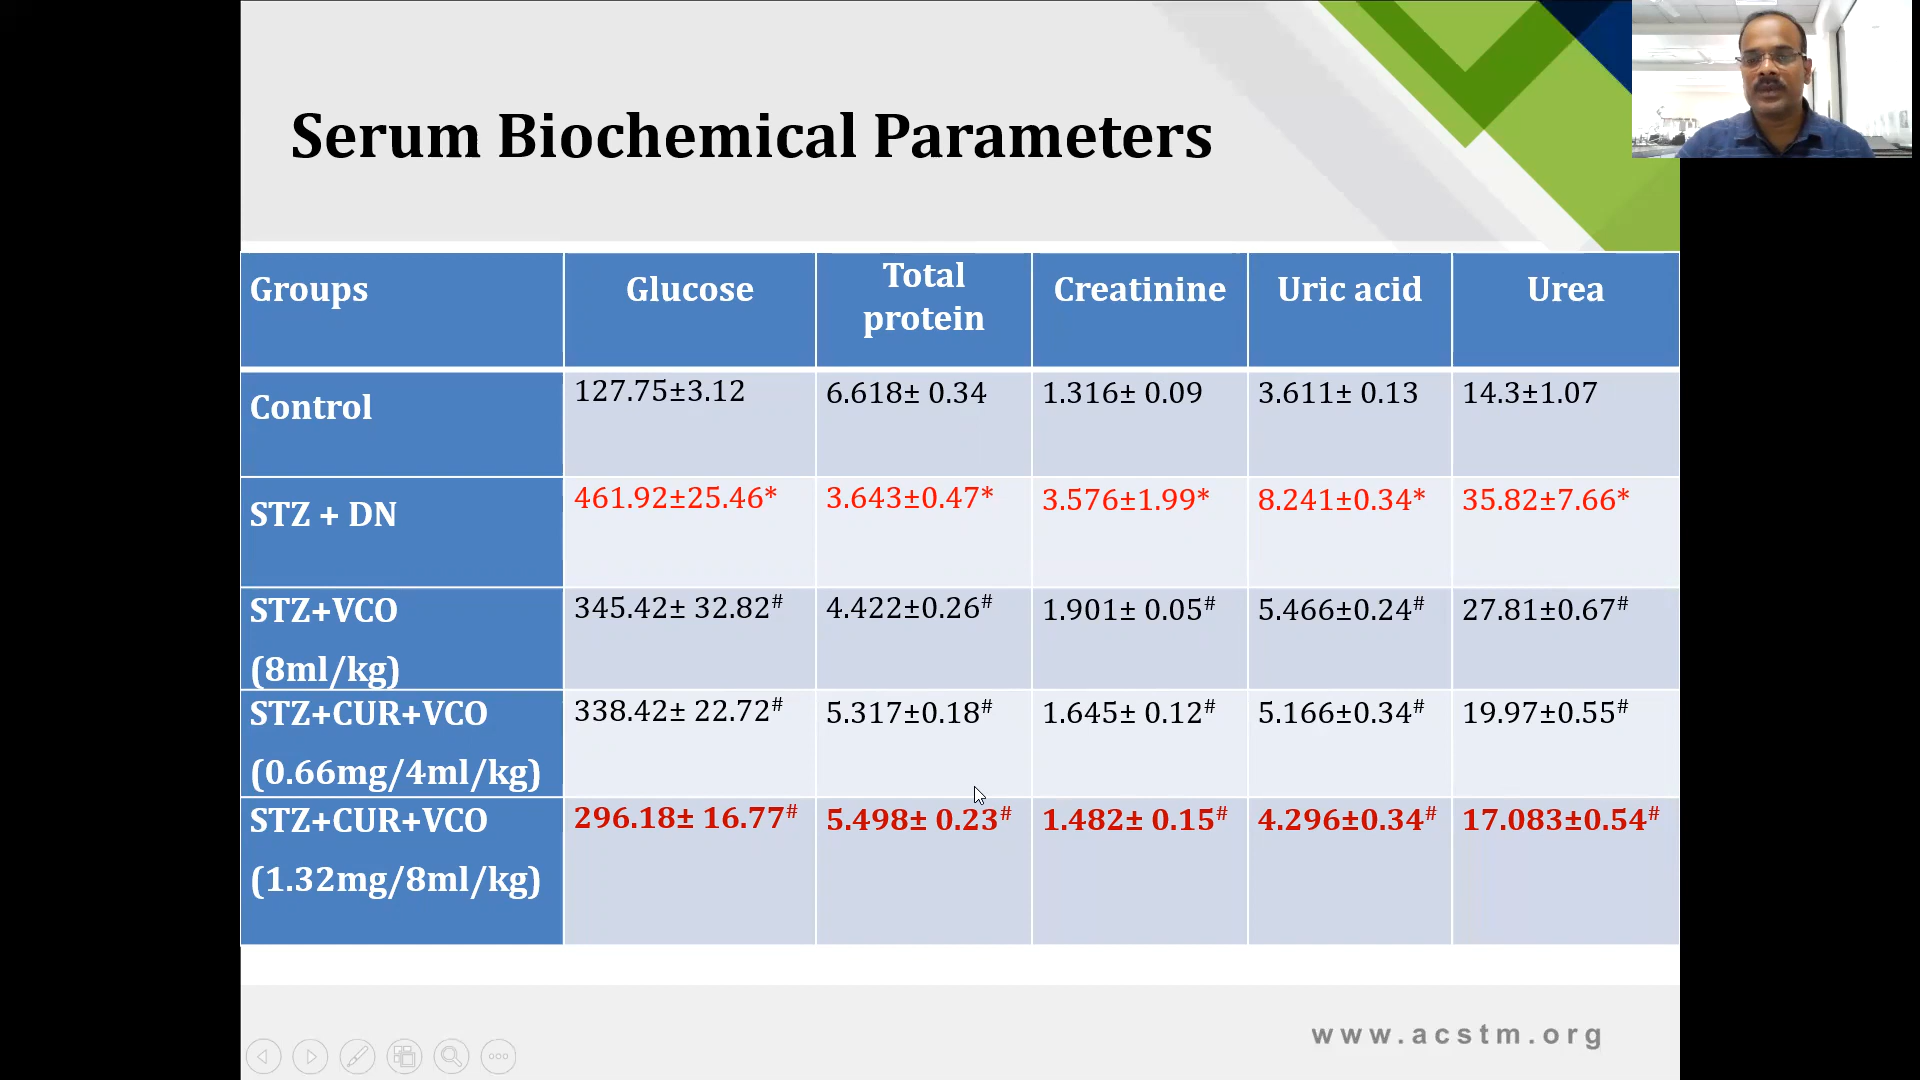 Serum Biochemical Parameters
Groups
Glucose
Total
protein
Creatinine
Uric acid
Urea
Control
127.75±3.12
6.618± 0.34
1.316± 0.09
3.611± 0.13
14.3±1.07
STZ + DN
461.92±25.46*
3.643±0.47*
3.576±1.99*
8.241±0.34*
35.82±7.66*
STZ+VCO
(8ml/kg)
345.42± 32.82#
4.422±0.26#
1.901± 0.05#
5.466±0.24#
27.81±0.67#
STZ+CUR+VCO
(0.66mg/4ml/kg)
338.42± 22.72#
5.317±0.18#
1.645± 0.12#
5.166±0.34#
19.97±0.55#
STZ+CUR+VCO
(1.32mg/8ml/kg)
296.18± 16.77#
5.498± 0.23#
1.482± 0.15#
4.296±0.34#
17.083±0.54#
www.acstm.org